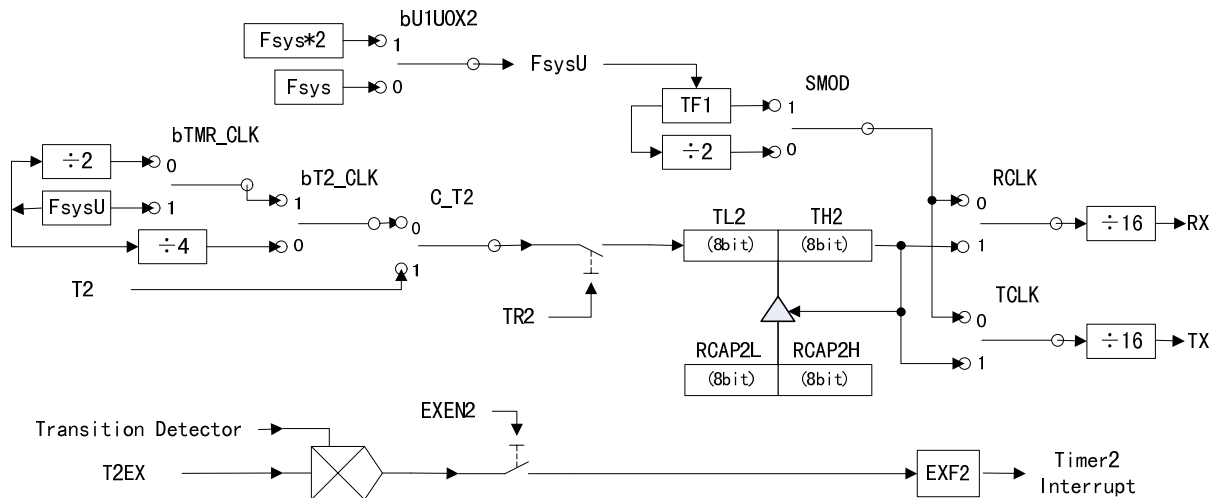 bU1U0X2
Fsys*2
1
Fsys
0
FsysU
TF1
1
SMOD
÷2
0
bTMR_CLK
÷2
0
FsysU
1
bT2_CLK
1
÷4
0
C_T2
0
1
T2
TR2
TL2
TH2
(8bit)
(8bit)
RCAP2L
RCAP2H
(8bit)
(8bit)
RCLK
0
1
÷16
RX
TCLK
0
1
÷16
TX
Transition Detector
T2EX
EXEN2
EXF2
Timer2
Interrupt